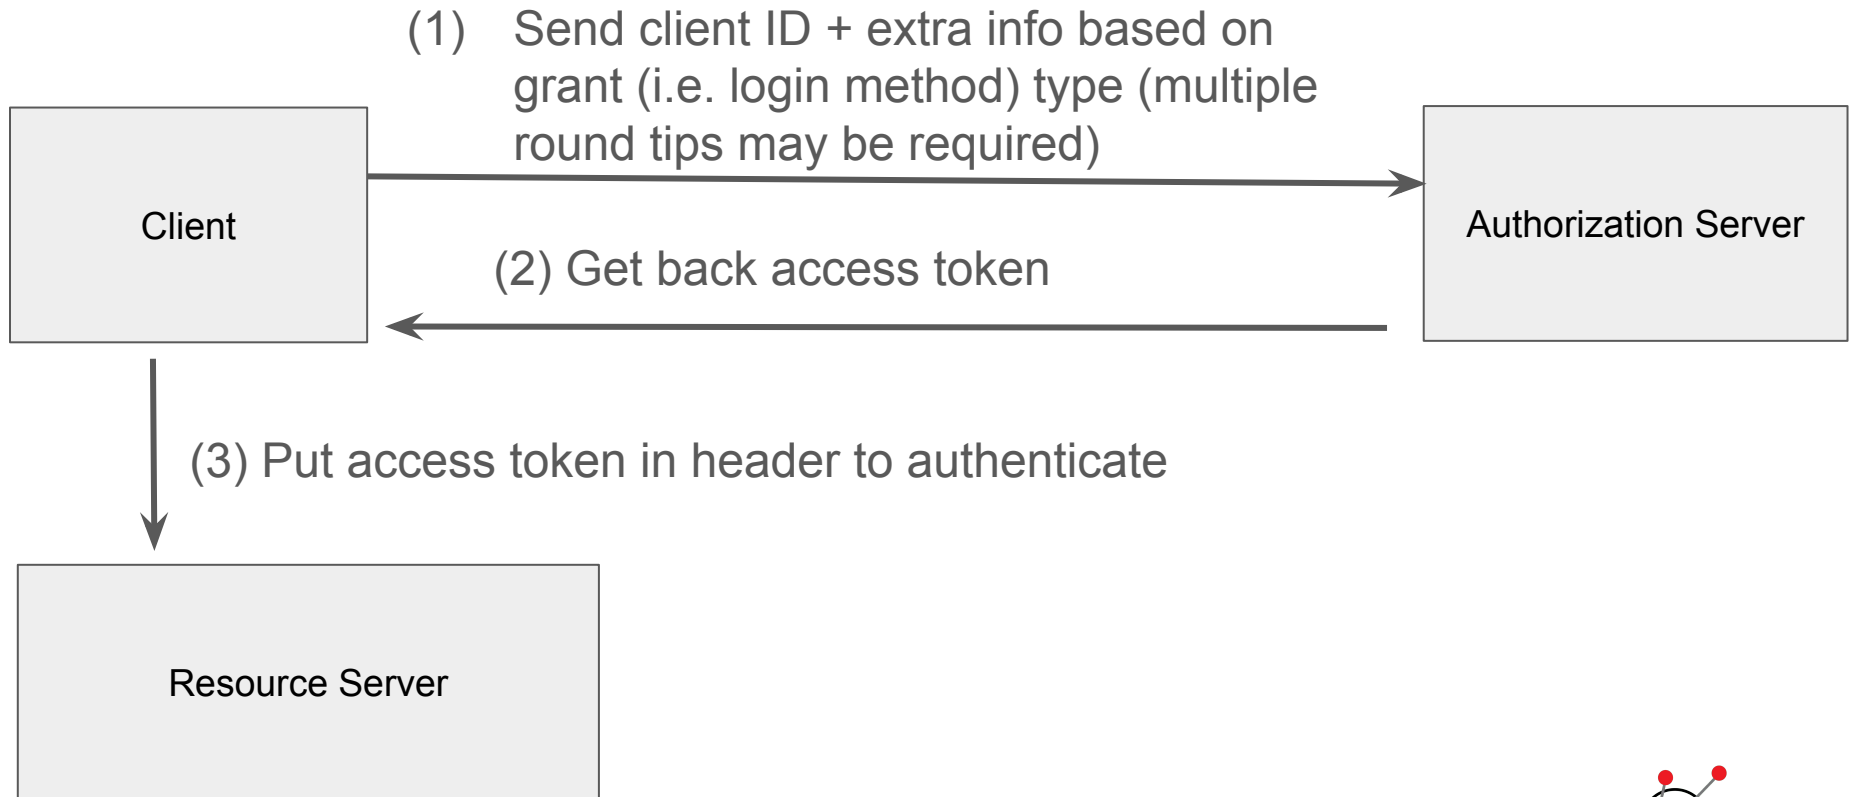 (1) Send client ID + extra info based on
grant (i.e. login method) type (multiple
round tips may be required)
Client
Authorization Server
(2) Get back access token
(3) Put access token in header to authenticate
Resource Server